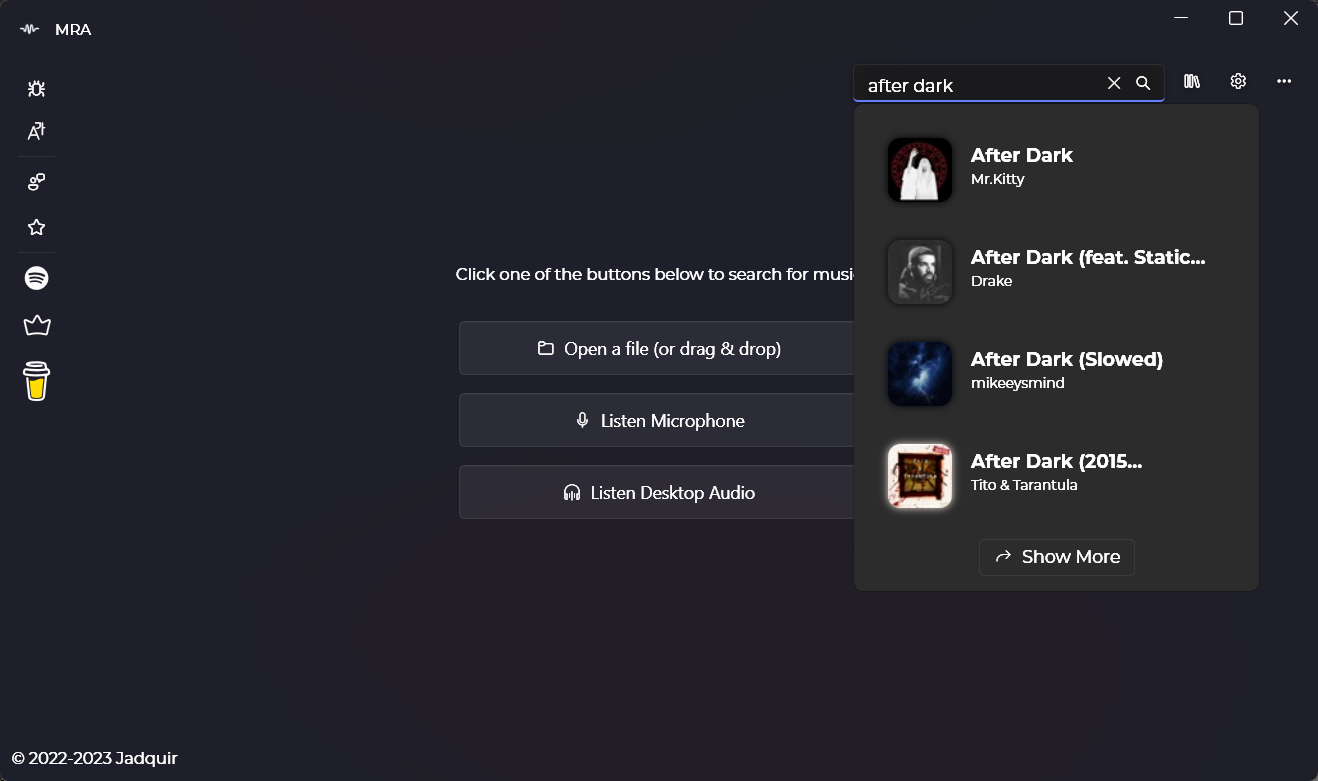 MRA
after dark
After Dark
Mr.Kitty
After Dark (feat. Static...
Drake
After Dark (Slowed)
mikeeysmind
After Dark (2015...
Tito & Tarantula
Show More
Click one of the buttons below to search for musi
Open a file (or drag & drop)
Listen Microphone
Listen Desktop Audio
© 2022-2023 Jadquir